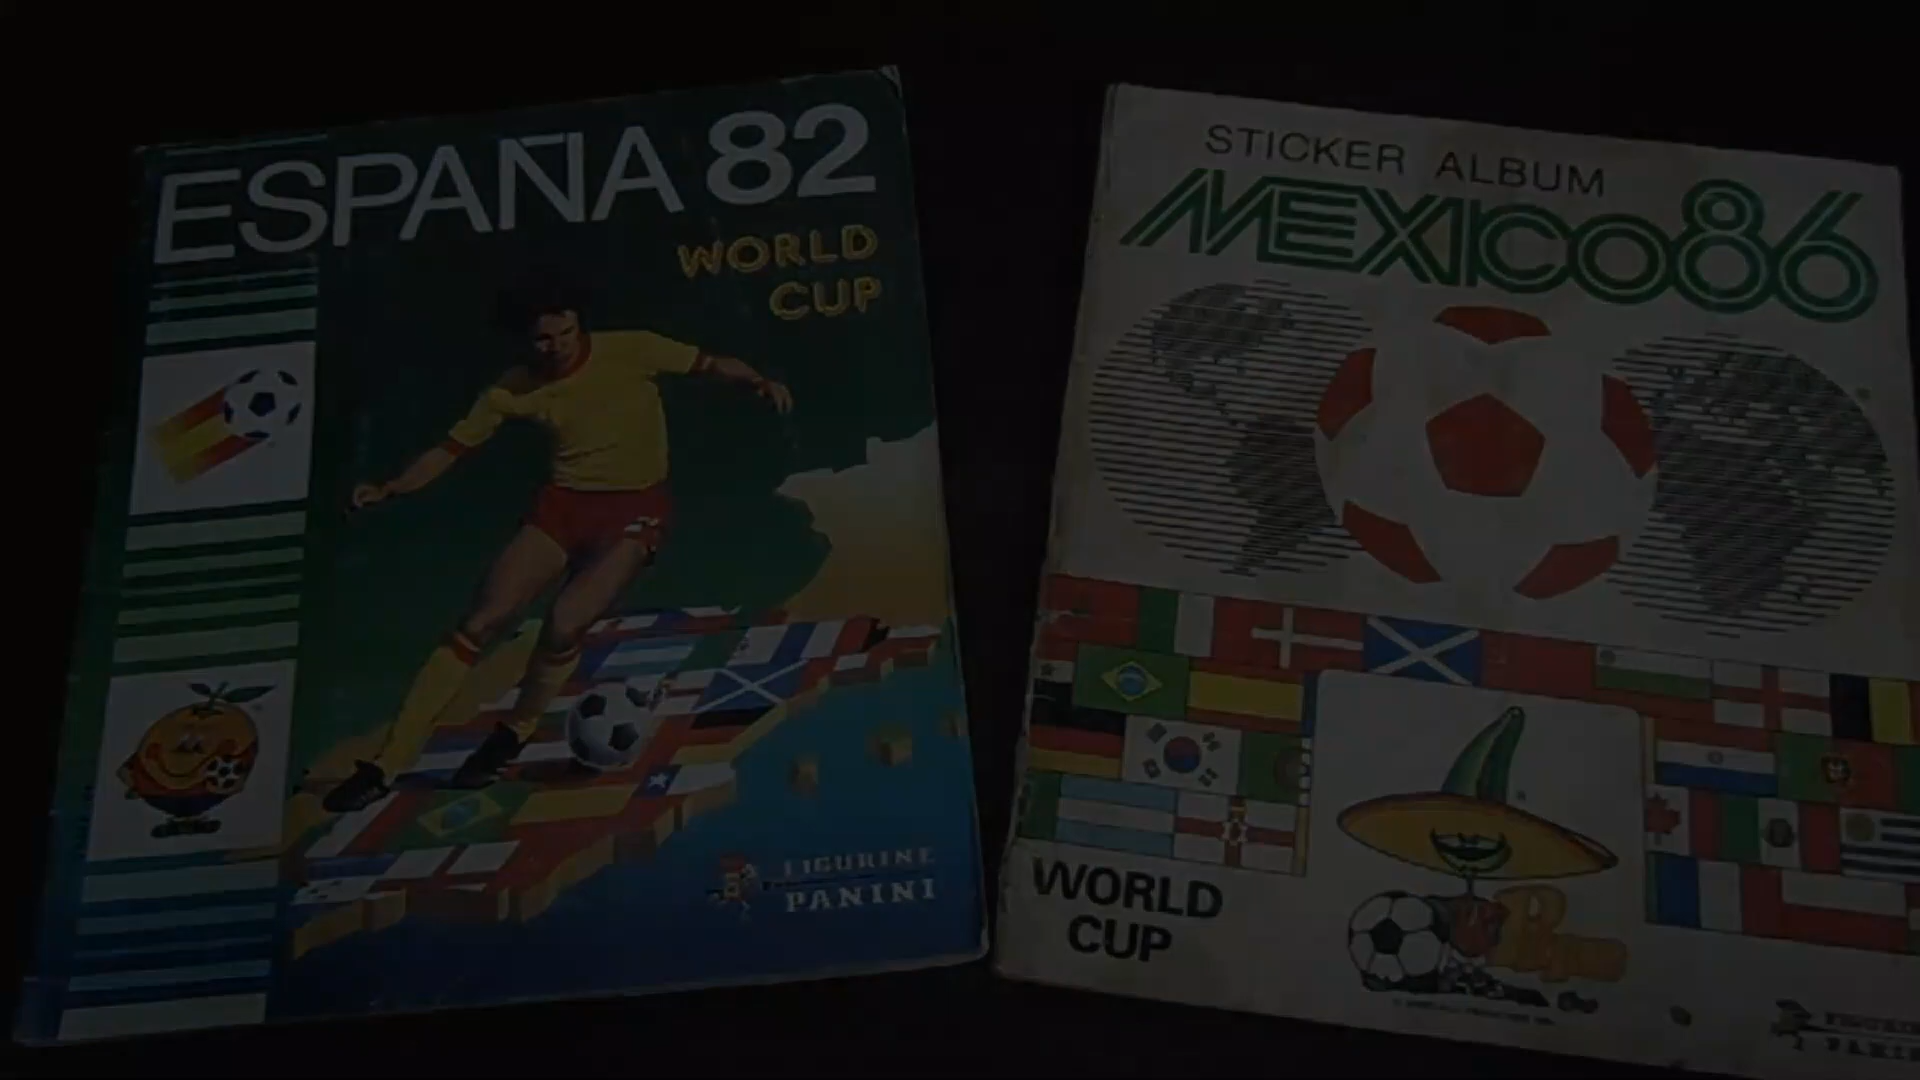 ESPAÑA 82
WORLD
CUP
FIGURINE
PANINI
STICKER ALBUM
MEXICO86
WORLD
CUP